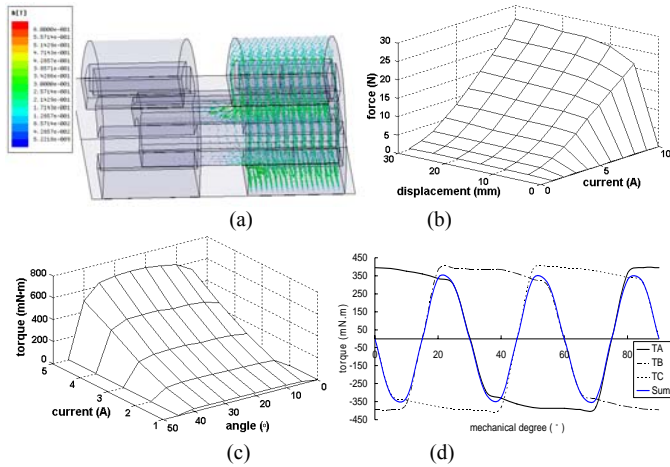 B[T]
30
25
20
15
10
5
0
force (N)
30
20
10
0
displacement (mm)
0
5
10
current (A)
(a)
(b)
800
600
400
200
0
torque (mN·m)
5
4
3
2
1
current (A)
50
40
30
20
10
0
angle (º)
450
350
250
150
50
-50
-150
-250
-350
-450
torque (mN.m)
0
20
40
60
80
mechanical degree (°)
TA
TB
TC
Sum
(c)
(d)